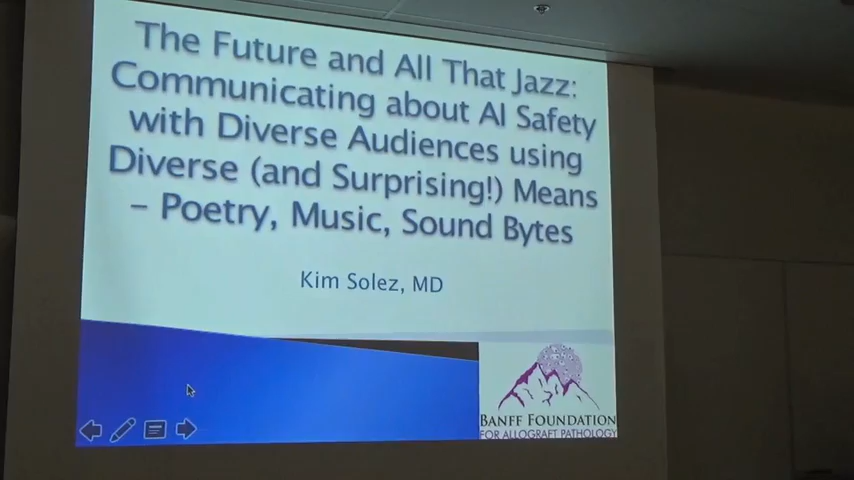 The Future and All That Jazz:
Communicating about AI Safety
with Diverse Audiences using
Diverse (and Surprising!) Means
– Poetry, Music, Sound Bytes
Kim Solez, MD
BANFF FOUNDATION
FOR ALLOGRAFT PATHOLOGY